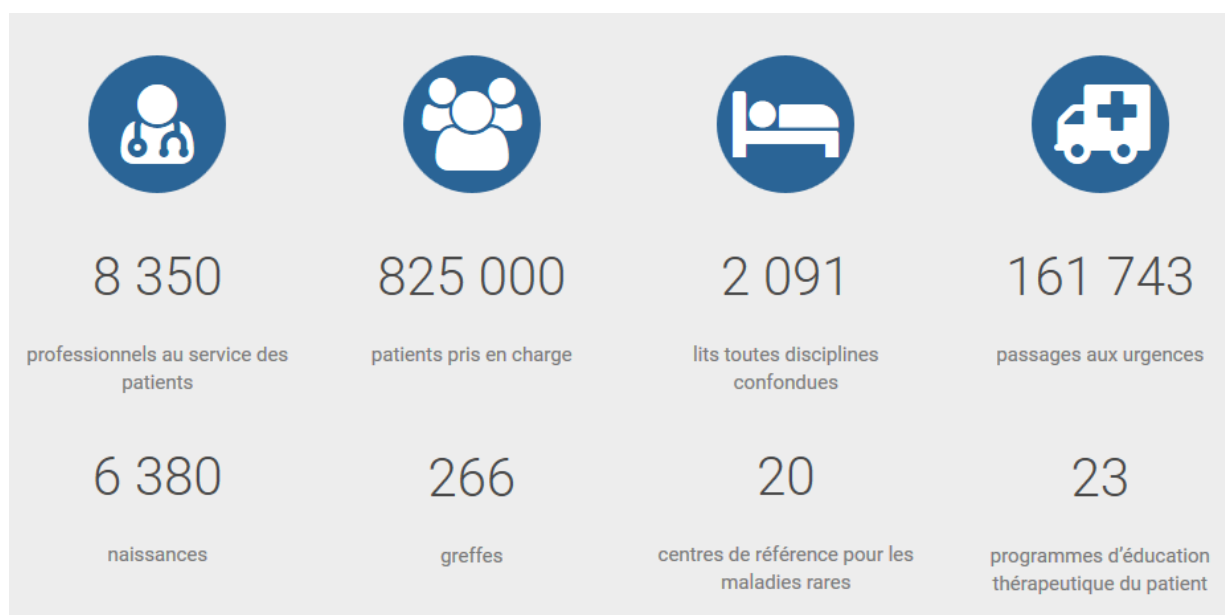 8 350
825 000
2 091
161 743
professionnels au service des
patients
patients pris en charge
lits toutes disciplines
confondues
passages aux urgences
6 380
266
20
23
naissances
greffes
centres de référence pour les
maladies rares
programmes d’éducation
thérapeutique du patient